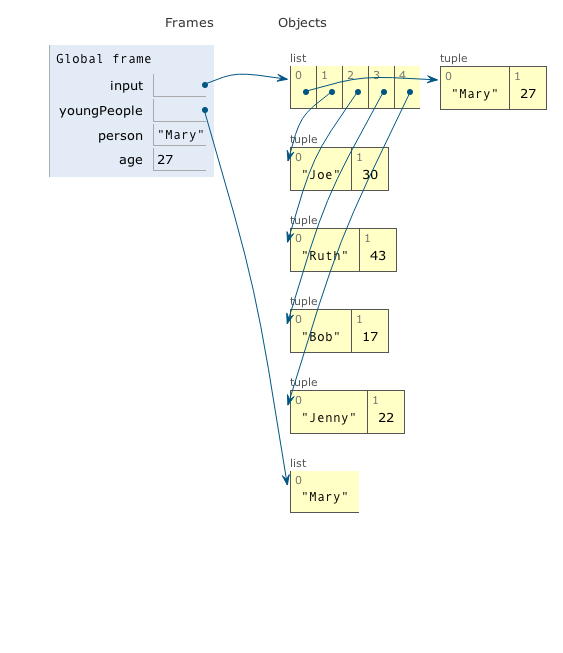 Frames Objects
Global frame
input
youngPeople
person "Mary"
age 27
list
0 1 2 3 4
tuple
0 1
"Mary" 27
tuple
0 1
"Joe" 30
tuple
0 1
"Ruth" 43
tuple
0 1
"Bob" 17
tuple
0 1
"Jenny" 22
list
0
"Mary"